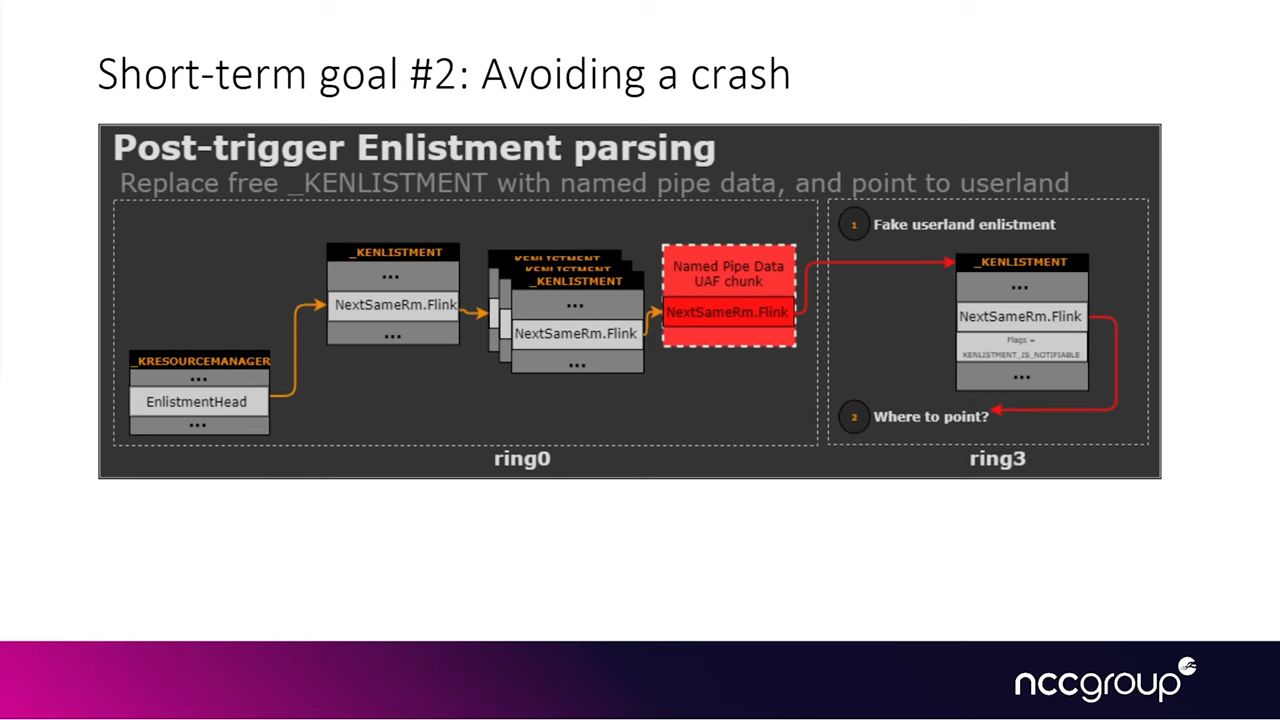 Short-term goal #2: Avoiding a crash
Post-trigger Enlistment parsing
Replace free _KENLISTMENT with named pipe data, and point to userland
_KRESOURCEMANAGER
...
EnlistmentHead
...
_KENLISTMENT
...
NextSameRm.Flink
...
_KENLISTMENT
_KENLISTMENT
_KENLISTMENT
...
NextSameRm.Flink
...
Named Pipe Data
UAF chunk
NextSameRm.Flink
ring0
1
Fake userland enlistment
_KENLISTMENT
...
NextSameRm.Flink
Flags =
KENLISTMENT_IS_NOTIFIABLE
...
2
Where to point?
ring3
nccgroup